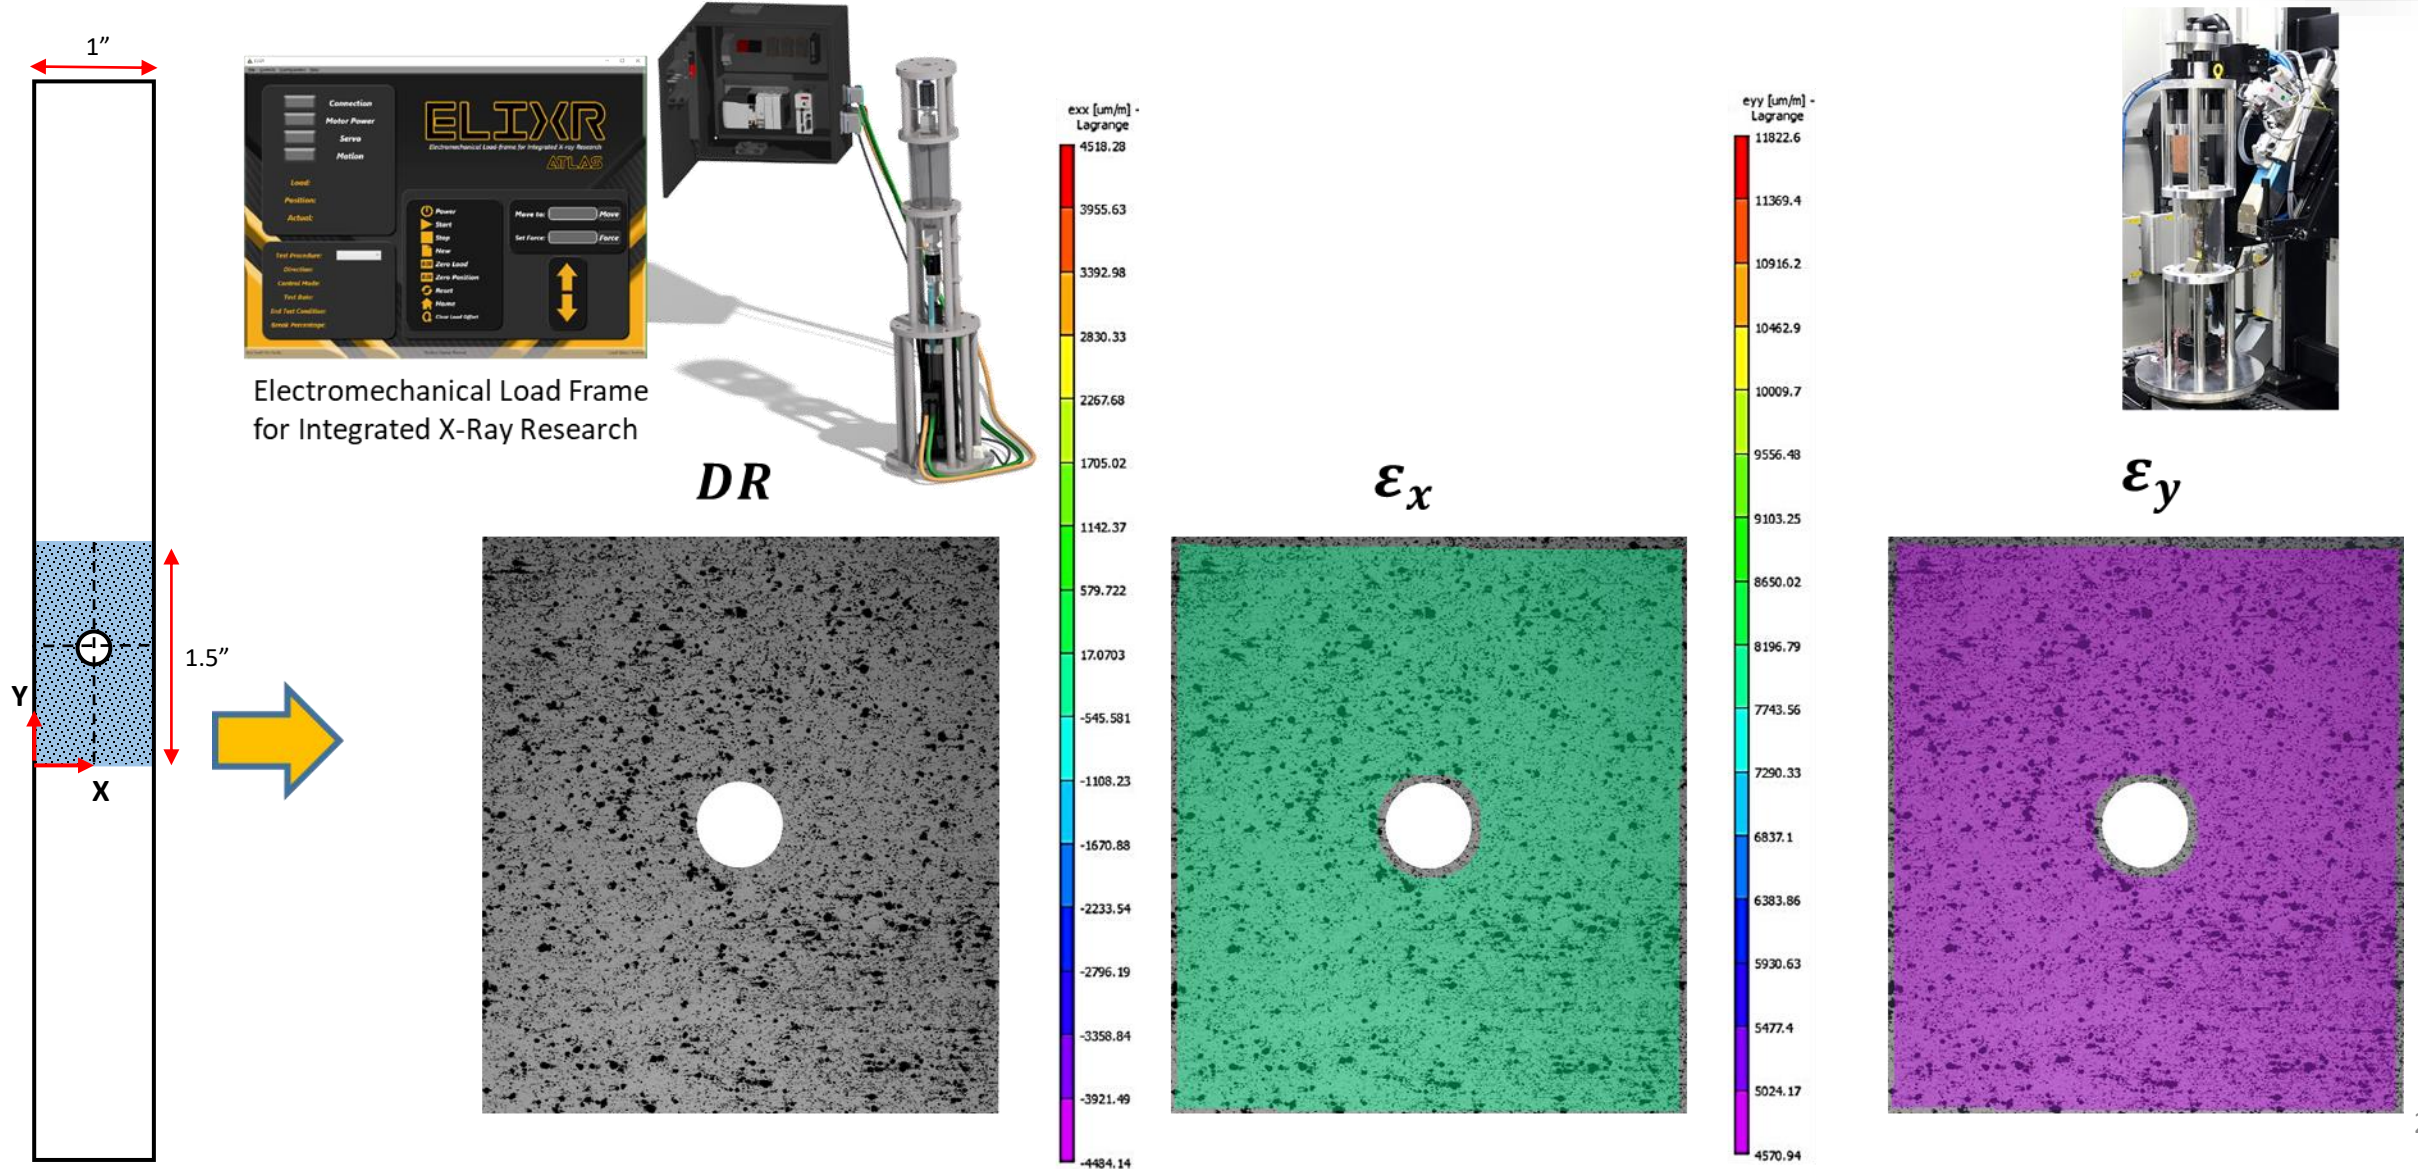 1”
ELIXR
Connection
Motor Power
Servo
Motion
Load:
Position:
Actual:
ELIXR
Electromechanical Load-frame for Integrated X-ray Research
ATLAS
Power
Start
Stop
New
Zero Load
Zero Position
Reset
Home
Clear Load Offset
Move to:
Move
Set Force:
Force
Test Procedure:
Direction:
Control Mode:
Test Rate:
End Test Condition:
Break Percentage:
Electromechanical Load Frame
for Integrated X-Ray Research
DR
exx [um/m] -
Lagrange
4518.28
3955.63
3392.98
2830.33
2267.68
1705.02
1142.37
579.722
17.0703
-545.581
-1108.23
-1670.88
-2233.54
-2796.19
-3358.84
-3921.49
-4484.14
εx
eyy [um/m] -
Lagrange
11822.6
11369.4
10916.2
10462.9
10009.7
9556.48
9103.25
8650.02
8196.79
7743.56
7290.33
6837.1
6383.86
5930.63
5477.4
5024.17
4570.94
εy
1.5”
Y
X